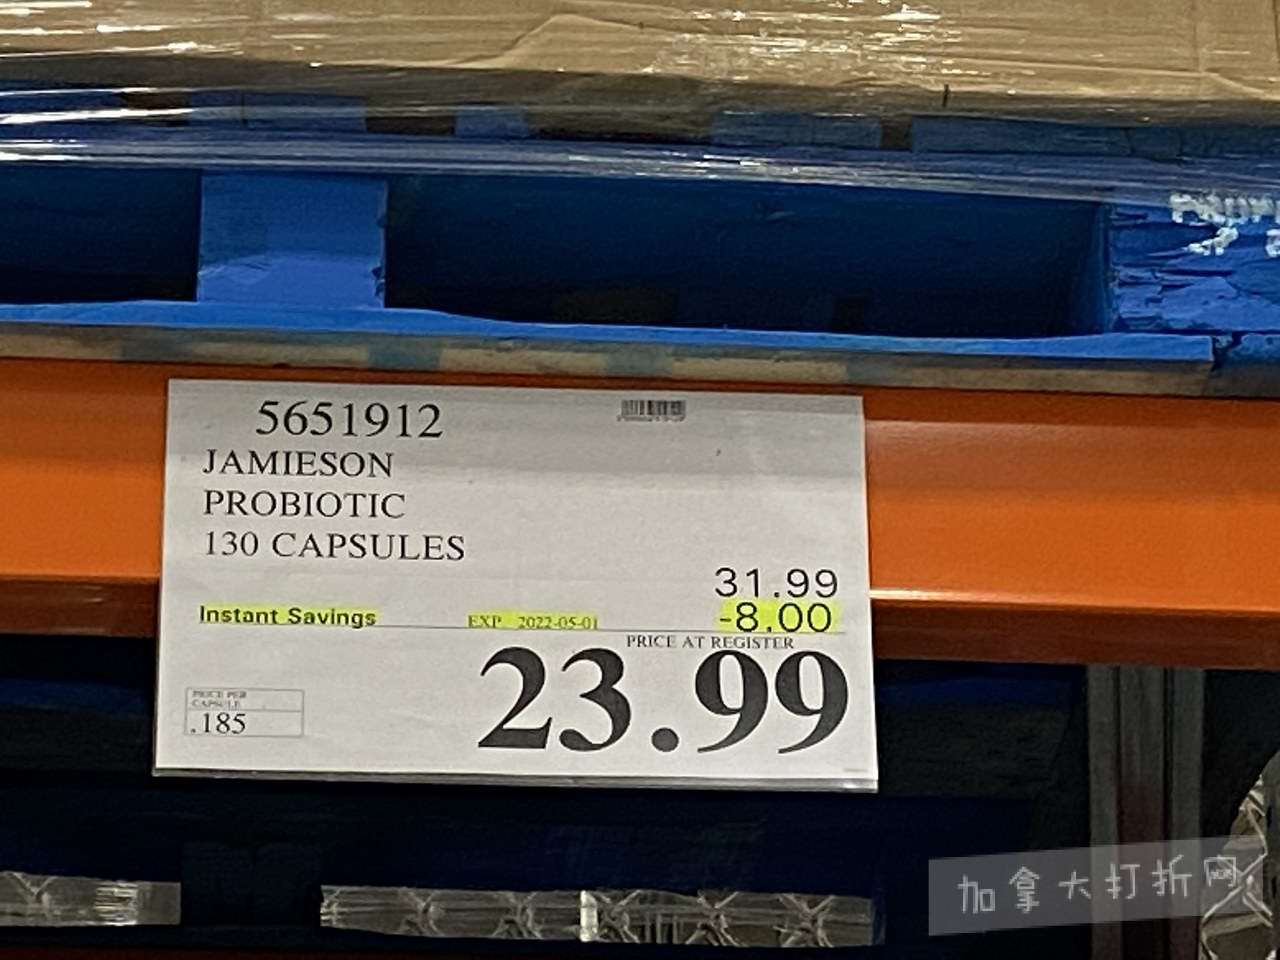 5651912
JAMIESON
PROBIOTIC
130 CAPSULES
31.99
Instant Savings EXP. 2022-05-01 -8.00
PRICE AT REGISTER
23.99
PRICE PER
CAPSULE
.185
加拿大打折网